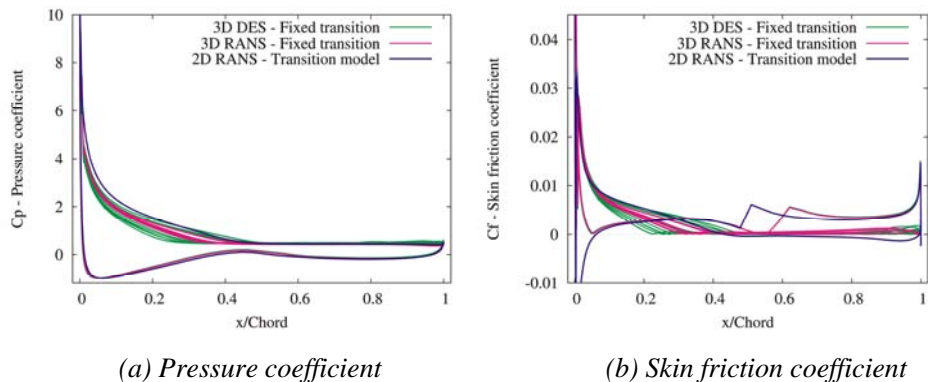 10
8
6
4
2
0
Cp - Pressure coefficient
3D DES - Fixed transition
3D RANS - Fixed transition
2D RANS - Transition model
0 0.2 0.4 0.6 0.8 1
x/Chord
(a) Pressure coefficient
0.04
0.03
0.02
0.01
0
-0.01
Cf - Skin friction coefficient
3D DES - Fixed transition
3D RANS - Fixed transition
2D RANS - Transition model
0 0.2 0.4 0.6 0.8 1
x/Chord
(b) Skin friction coefficient